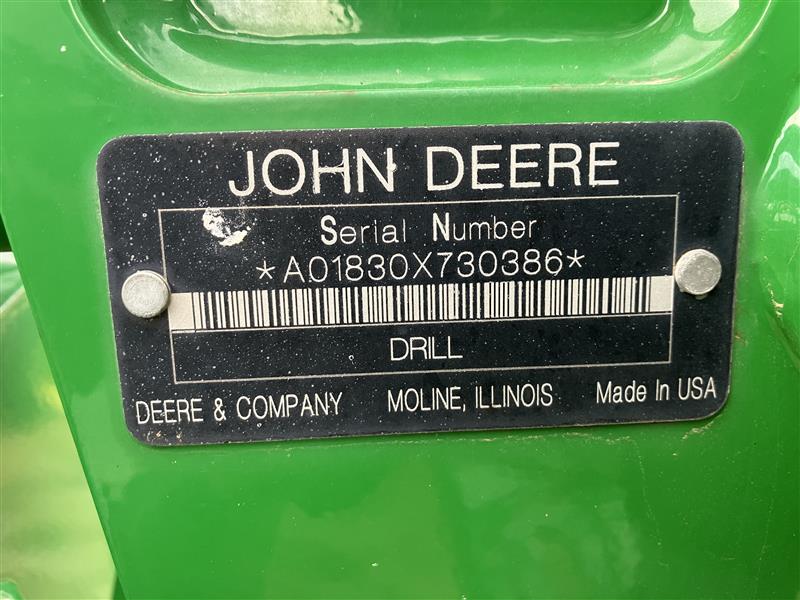 JOHN DEERE
Serial Number
*A01830X730386*
DRILL
DEERE & COMPANY MOLINE, ILLINOIS Made In USA